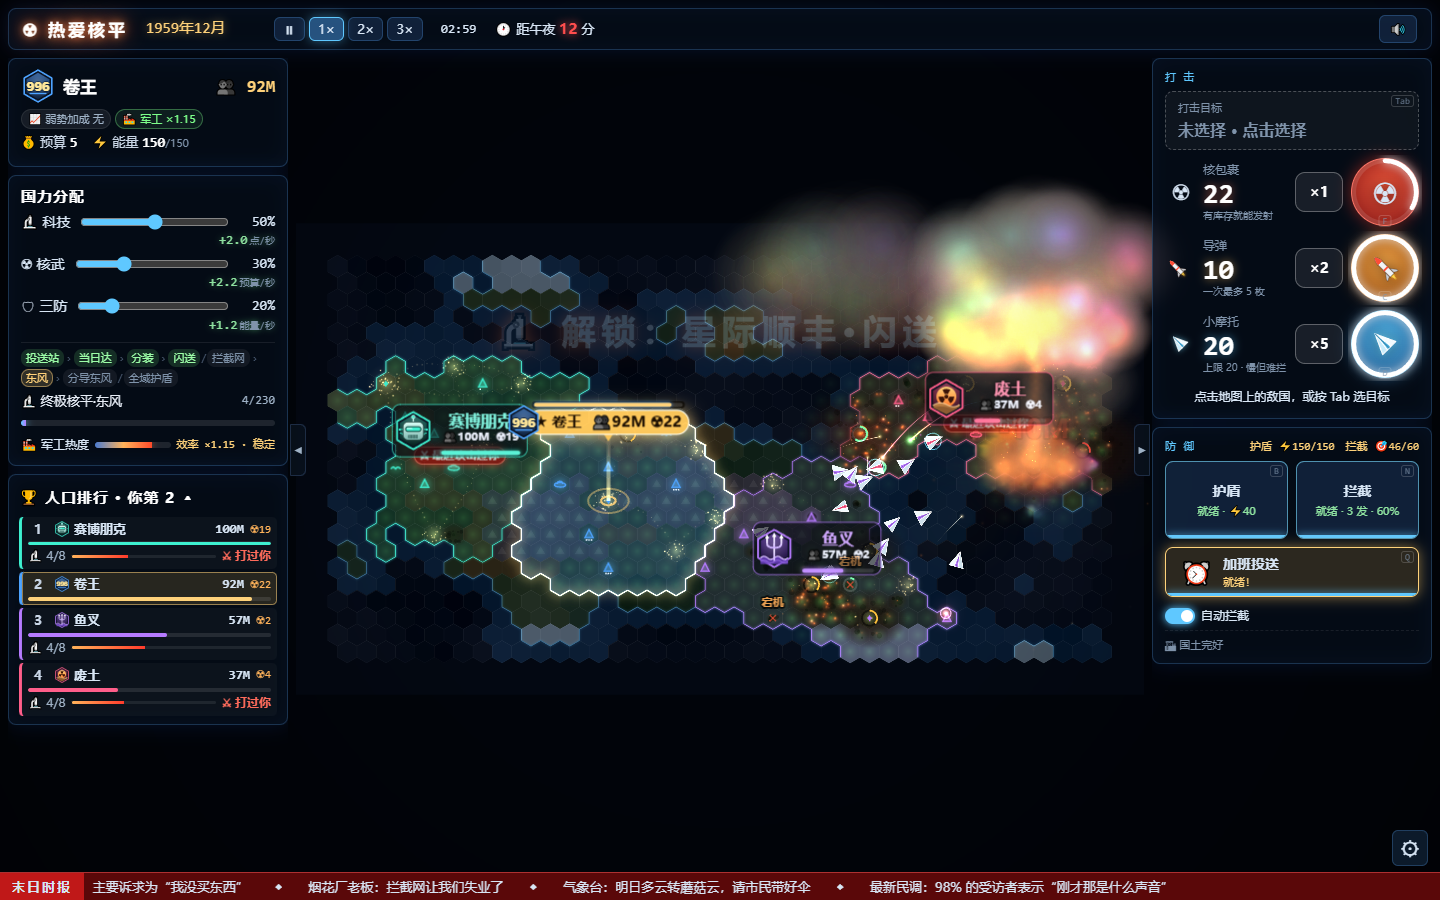 热爱核平
1959年12月
1×
2×
3×
02:59
距午夜 12 分
996
卷王
92M
弱势加成 无
军工 ×1.15
预算 5
能量 150/150
国力分配
科技
50%
+2.0点/秒
核武
30%
+2.2预算/秒
三防
20%
+1.2能量/秒
投送站 › 当日达 › 分装 › 闪送 / 拦截网 ›
东风 › 分导东风 / 全域护盾
终极核平·东风
4/230
军工热度
效率 ×1.15 · 稳定
人口排行 · 你第 2
1 赛博朋克 100M 19
4/8 打过你
2 996 卷王 92M 22
3 鱼叉 57M 2
4/8
4 废土 37M 4
4/8 打过你
解锁：星际顺丰·闪送
赛博朋克
100M 19
996
卷王 92M 22
废土
37M 4
鱼叉
57M 2
宕机
宕机
打击
打击目标
Tab
未选择 · 点击选择
核包裹
22
有库存就能发射
×1
导弹
10
一次最多 5 枚
×2
小摩托
20
上限 20 · 慢但难拦
×5
点击地图上的敌国，或按 Tab 选目标
防御
护盾 150/150
拦截 46/60
护盾
B
就绪 · 40
拦截
N
就绪 · 3 发 · 60%
加班投送
Q
就绪！
自动拦截
国土完好
末日时报
主要诉求为“我没买东西”
烟花厂老板：拦截网让我们失业了
气象台：明日多云转蘑菇云，请市民带好伞
最新民调：98% 的受访者表示“刚才那是什么声音”